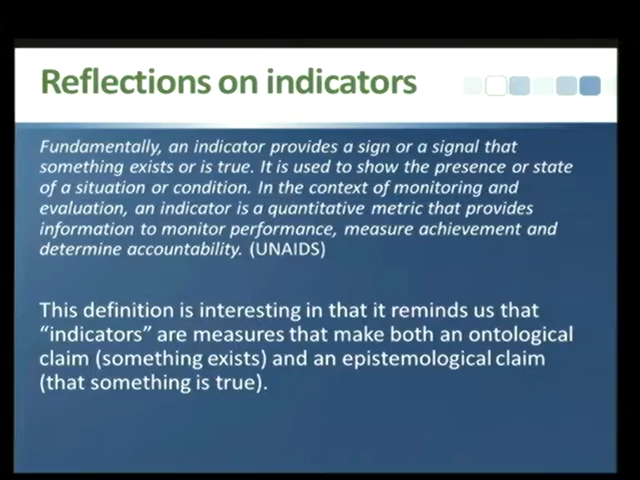 Reflections on indicators
Fundamentally, an indicator provides a sign or a signal that
something exists or is true. It is used to show the presence or state
of a situation or condition. In the context of monitoring and
evaluation, an indicator is a quantitative metric that provides
information to monitor performance, measure achievement and
determine accountability. (UNAIDS)
This definition is interesting in that it reminds us that
“indicators” are measures that make both an ontological
claim (something exists) and an epistemological claim
(that something is true).